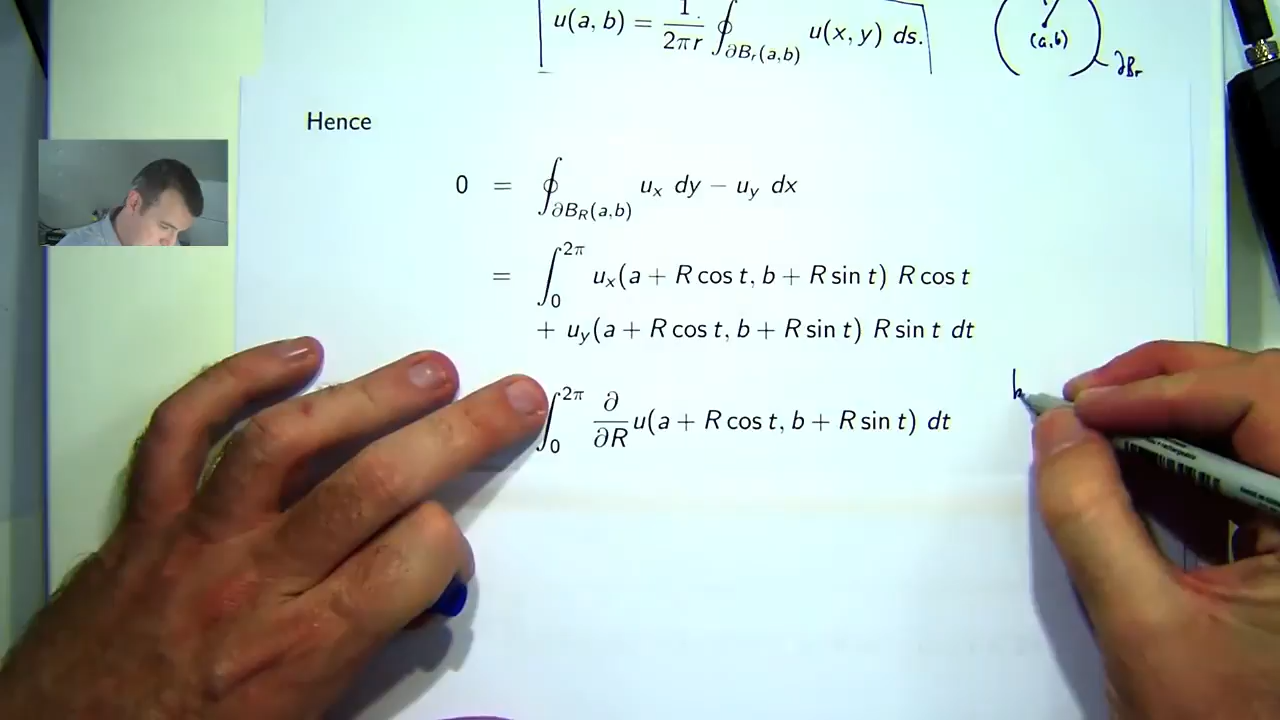 u(a, b) = 1/2πr ∮_{∂B_r(a,b)} u(x, y) ds.
(a,b)
∂Br
Hence
0 = ∮_{∂B_R(a,b)} u_x dy − u_y dx
= ∫_0^{2π} u_x(a + R cos t, b + R sin t) R cos t
+ u_y(a + R cos t, b + R sin t) R sin t dt
∫_0^{2π} ∂/∂R u(a + R cos t, b + R sin t) dt